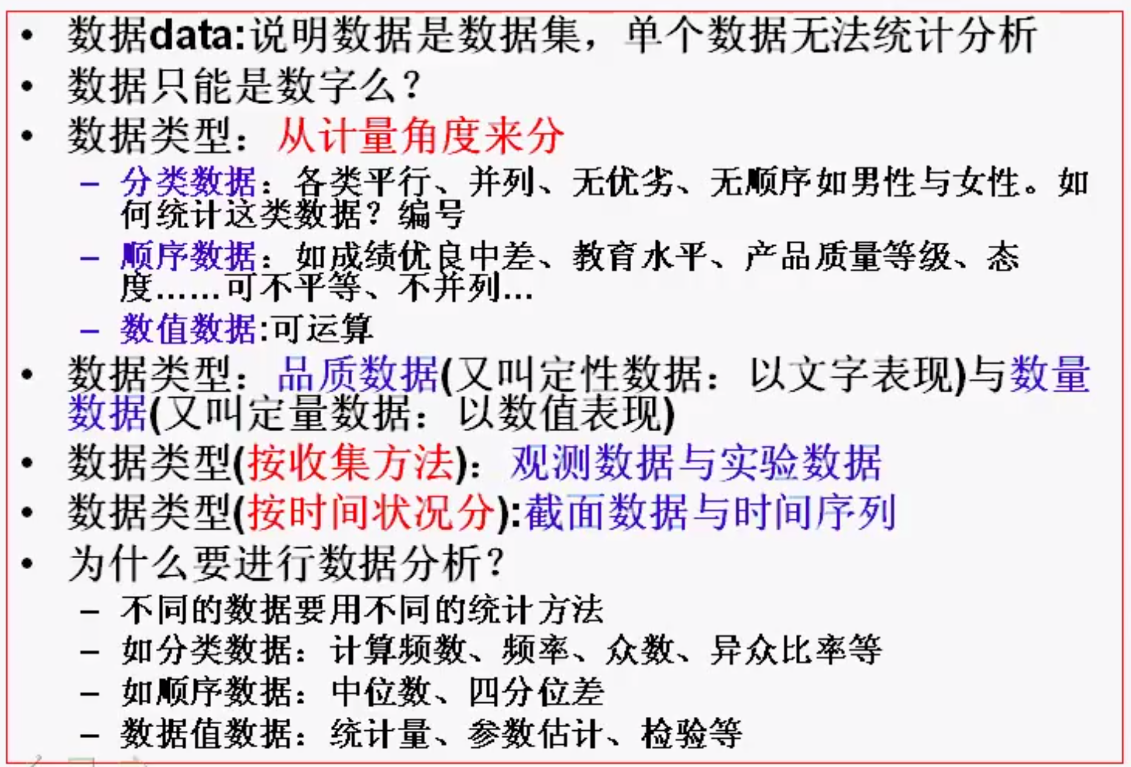 • 数据data:说明数据是数据集，单个数据无法统计分析
• 数据只能是数字么？
• 数据类型：从计量角度来分
– 分类数据：各类平行、并列、无优劣、无顺序如男性与女性。如
何统计这类数据？编号
– 顺序数据：如成绩优良中差、教育水平、产品质量等级、态
度……可不平等、不并列…
– 数值数据:可运算
• 数据类型：品质数据(又叫定性数据：以文字表现)与数量
数据(又叫定量数据：以数值表现)
• 数据类型(按收集方法)：观测数据与实验数据
• 数据类型(按时间状况分):截面数据与时间序列
• 为什么要进行数据分析？
– 不同的数据要用不同的统计方法
– 如分类数据：计算频数、频率、众数、异众比率等
– 如顺序数据：中位数、四分位差
– 数据值数据：统计量、参数估计、检验等